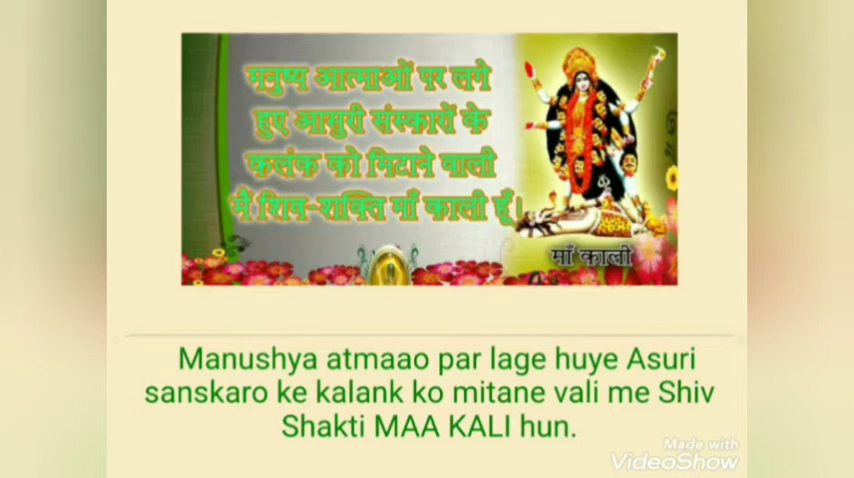 मनुष्य आत्माओं पर लगे
हुए आसुरी संस्कारों के
कलंक को मिटाने वाली
मैं शिव-शक्ति माँ काली हूँ।
माँ काली
Manushya atmaao par lage huye Asuri
sanskaro ke kalank ko mitane vali me Shiv
Shakti MAA KALI hun.
Made with
VideoShow